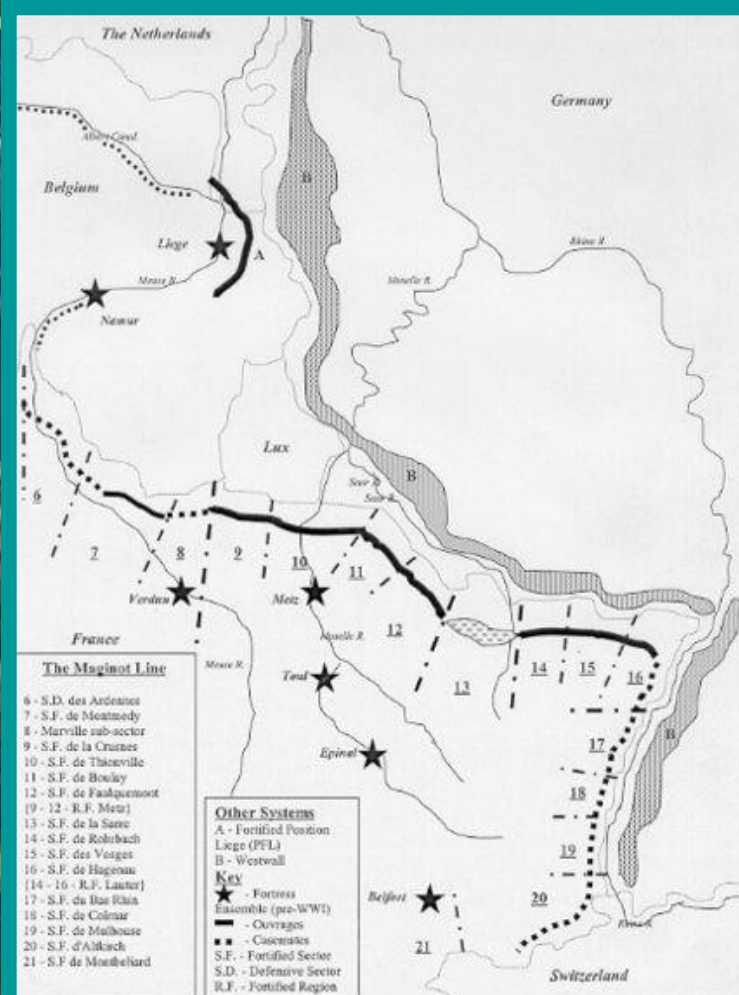 The Netherlands
Germany
Albert Canal
Belgium
B
Liege
A
Rhine R.
Meuse R.
Moselle R.
Namur
Lux
B
Saar R.
6
7
8
9
10
11
Verdun
Metz
12
14
15
16
France
Moselle R.
Meuse R.
13
Toul
17
B
Epinal
18
19
Belfort
20
21
Switzerland
The Maginot Line
6 - S.D. des Ardennes
7 - S.F. de Montmedy
8 - Marville sub-sector
9 - S.F. de la Crusnes
10 - S.F. de Thionville
11 - S.F. de Boulay
12 - S.F. de Faulquemont
[9 - 12 - R.F. Metz]
13 - S.F. de la Sarre
14 - S.F. de Rohrbach
15 - S.F. des Vosges
16 - S.F. de Hagenau
[14 - 16 - R.F. Lauter]
17 - S.F. du Bas Rhin
18 - S.F. de Colmar
19 - S.F. de Mulhouse
20 - S.F. d'Altkirch
21 - S.F de Montbeliard
Other Systems
A - Fortified Position
Liege (PFL)
B - Westwall
Key
- Fortress
Ensemble (pre-WWI)
- Ouvrages
- Casemates
S.F. - Fortified Sector
S.D. - Defensive Sector
R.F. - Fortified Region